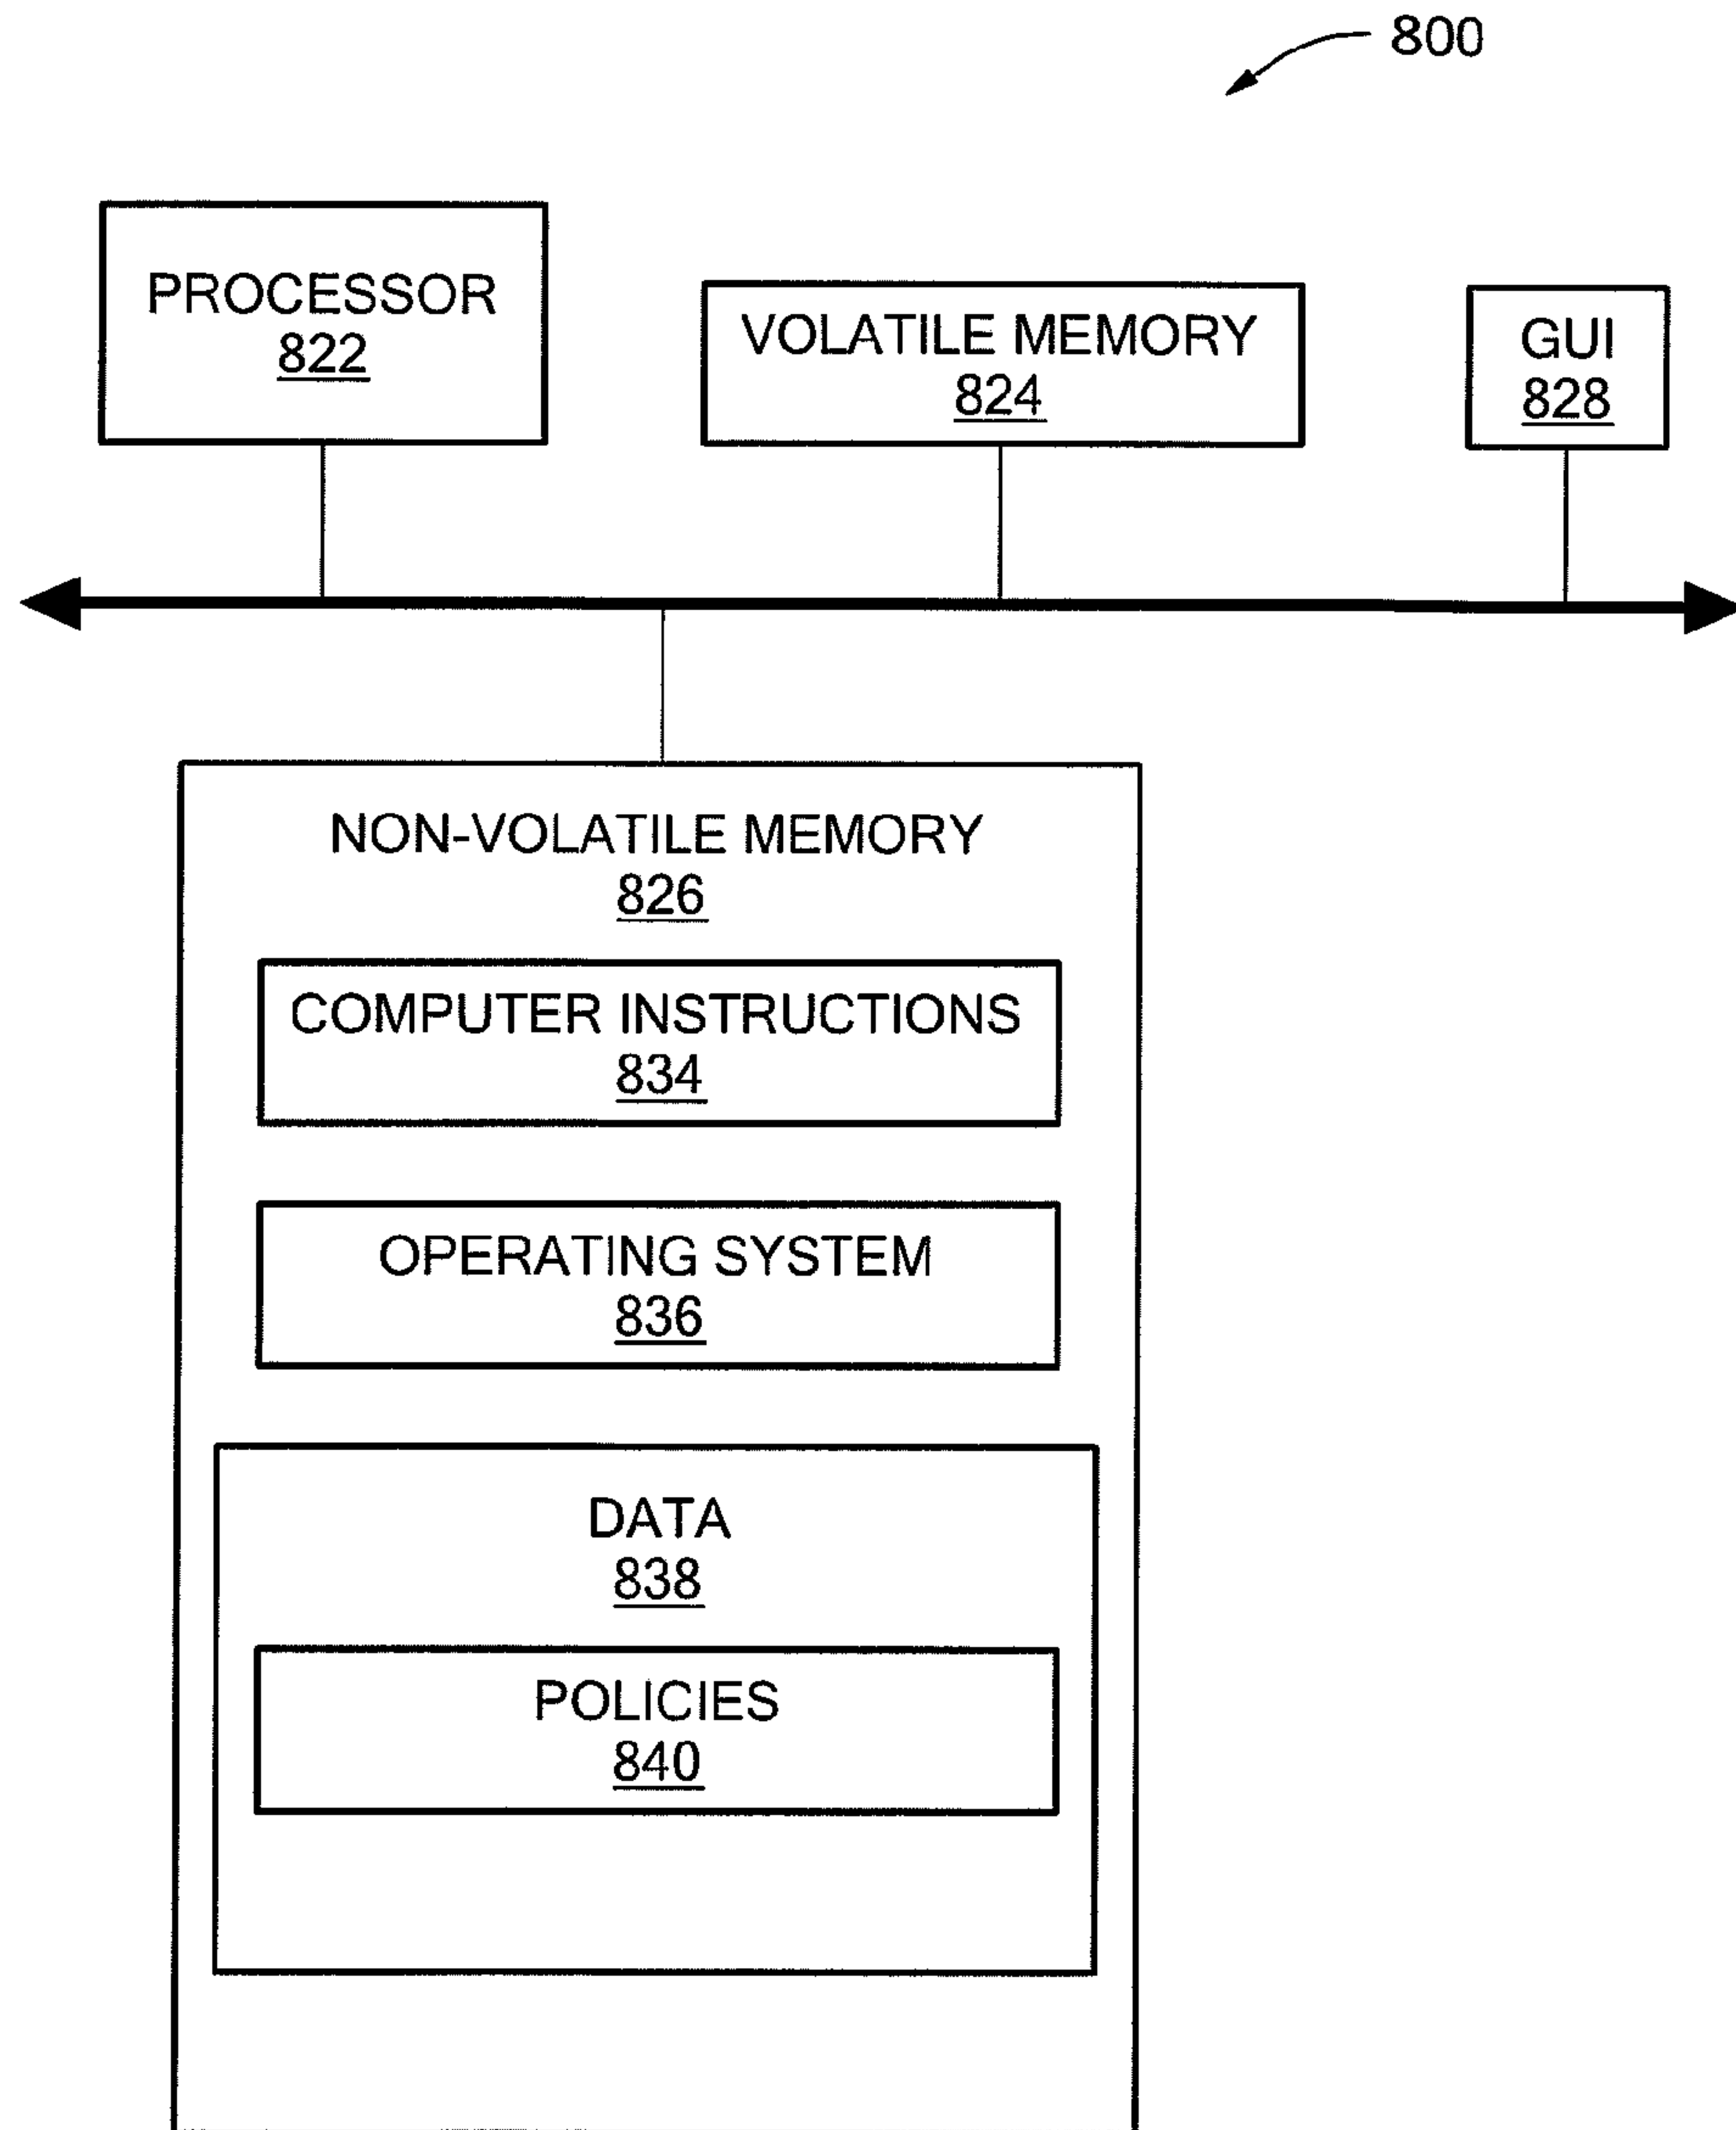 800
PROCESSOR
822
VOLATILE MEMORY
824
GUI
828
NON-VOLATILE MEMORY
826
COMPUTER INSTRUCTIONS
834
OPERATING SYSTEM
836
DATA
838
POLICIES
840